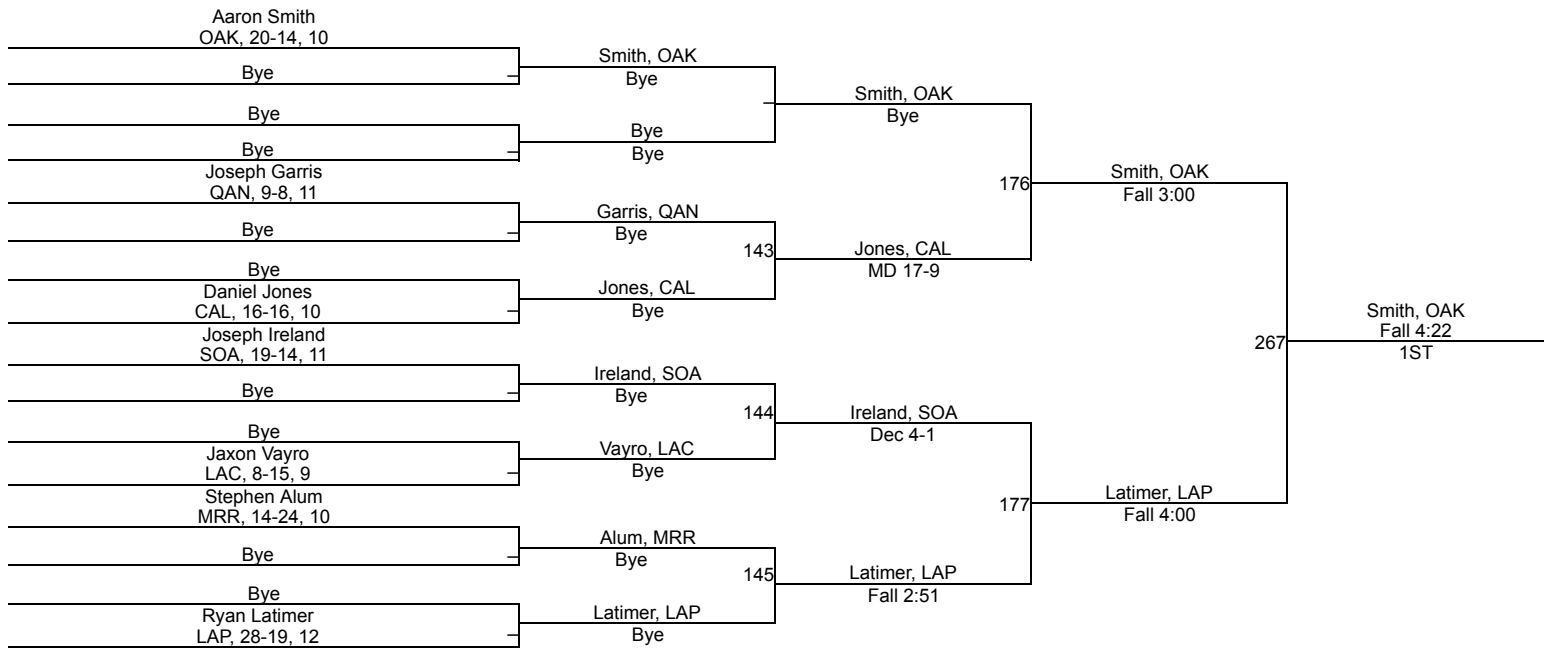 Aaron Smith
OAK, 20-14, 10
Bye
Bye
Bye
Joseph Garris
QAN, 9-8, 11
Bye
Bye
Daniel Jones
CAL, 16-16, 10
Joseph Ireland
SOA, 19-14, 11
Bye
Bye
Jaxon Vayro
LAC, 8-15, 9
Stephen Alum
MRR, 14-24, 10
Bye
Bye
Ryan Latimer
LAP, 28-19, 12
Smith, OAK
Bye
Bye
Bye
Garris, QAN
Bye
143
Jones, CAL
Bye
Ireland, SOA
Bye
144
Vayro, LAC
Bye
Alum, MRR
Bye
145
Latimer, LAP
Bye
Smith, OAK
Bye
176
Jones, CAL
MD 17-9
Ireland, SOA
Dec 4-1
177
Latimer, LAP
Fall 2:51
Smith, OAK
Fall 3:00
267
Latimer, LAP
Fall 4:00
Smith, OAK
Fall 4:22
1ST